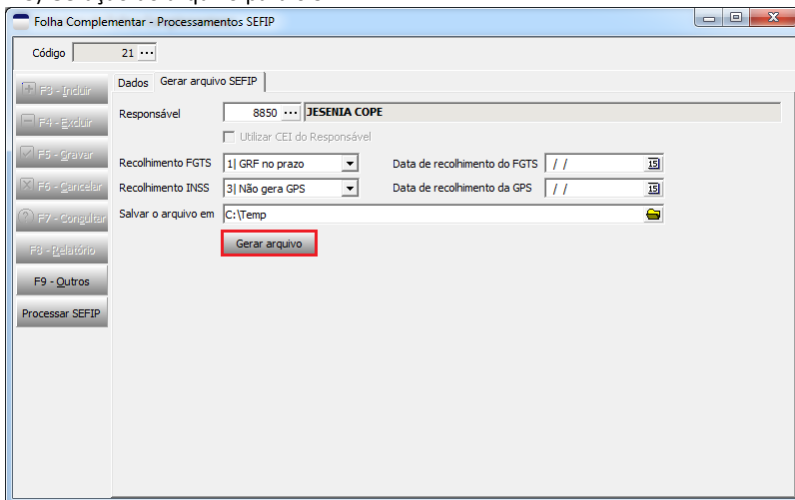 Folha Complementar - Processamentos SEFIP
Código 21 ...
F3 - Incluir
F4 - Excluir
F5 - Gravar
F6 - Cancelar
F7 - Consultar
F8 - Relatório
F9 - Outros
Processar SEFIP
Dados Gerar arquivo SEFIP
Responsável 8850 ... JESENIA COPE
Utilizar CEI do Responsável
Recolhimento FGTS 1| GRF no prazo Data de recolhimento do FGTS / / 15
Recolhimento INSS 3| Não gera GPS Data de recolhimento da GPS / / 15
Salvar o arquivo em C:\Temp
Gerar arquivo